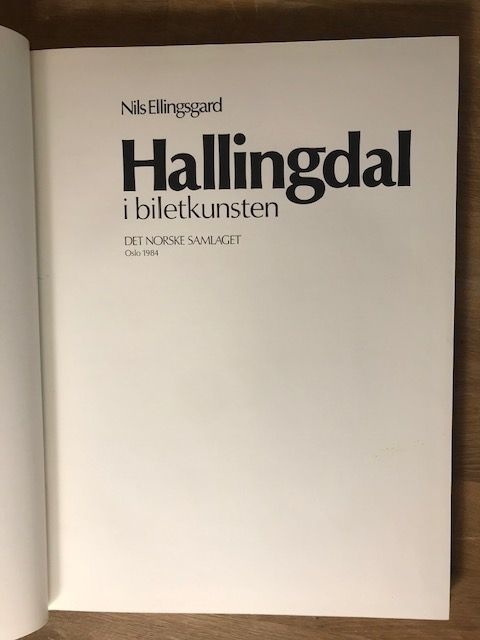 Nils Ellingsgard
Hallingdal
i biletkunsten
DET NORSKE SAMLAGET
Oslo 1984